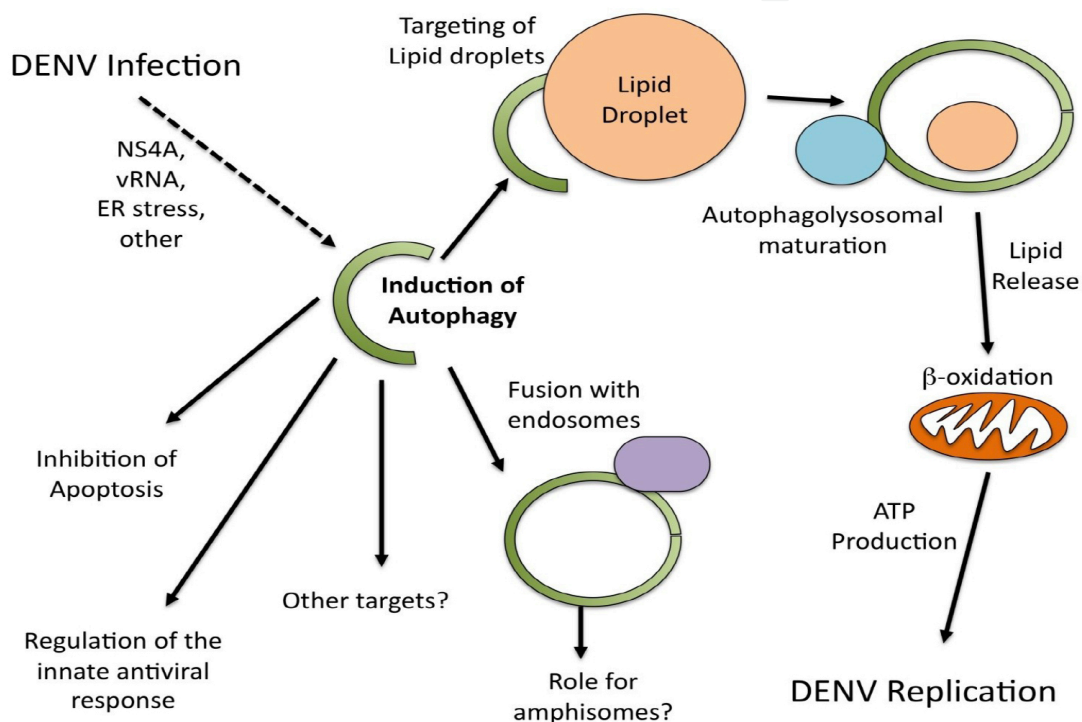 DENV Infection
NS4A,
vRNA,
ER stress,
other
Targeting of
Lipid droplets
Lipid
Droplet
Autophagolysosomal
maturation
Lipid
Release
Induction of
Autophagy
β-oxidation
Fusion with
endosomes
Inhibition of
Apoptosis
ATP
Production
Other targets?
Regulation of the
innate antiviral
response
Role for
amphisomes?
DENV Replication